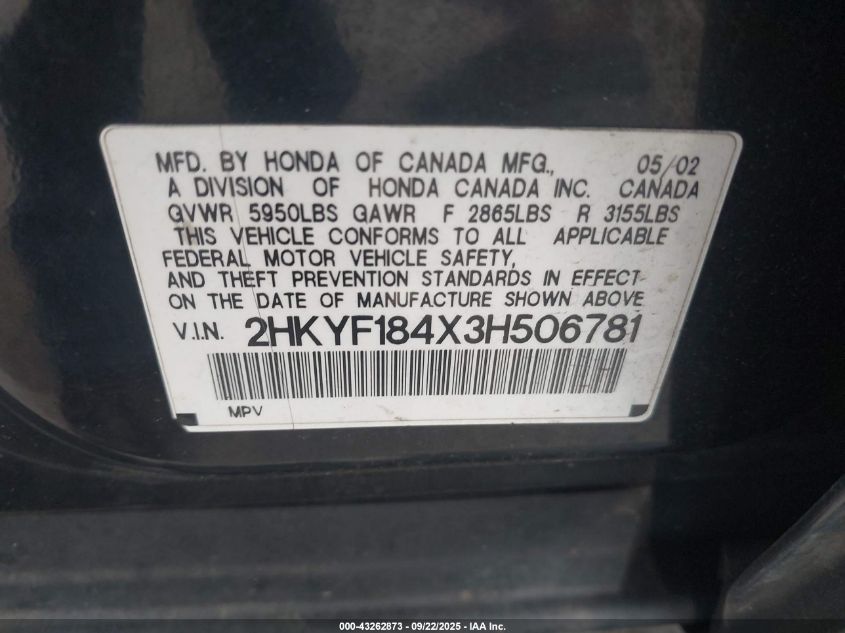 MFD. BY HONDA OF CANADA MFG., 05/02
A DIVISION OF HONDA CANADA INC. CANADA
GVWR 5950LBS GAWR F 2865LBS R 3155LBS
THIS VEHICLE CONFORMS TO ALL APPLICABLE
FEDERAL MOTOR VEHICLE SAFETY,
AND THEFT PREVENTION STANDARDS IN EFFECT
ON THE DATE OF MANUFACTURE SHOWN ABOVE
V.I.N. 2HKYF184X3H506781
MPV
000-43262873 - 09/22/2025 - IAA Inc.